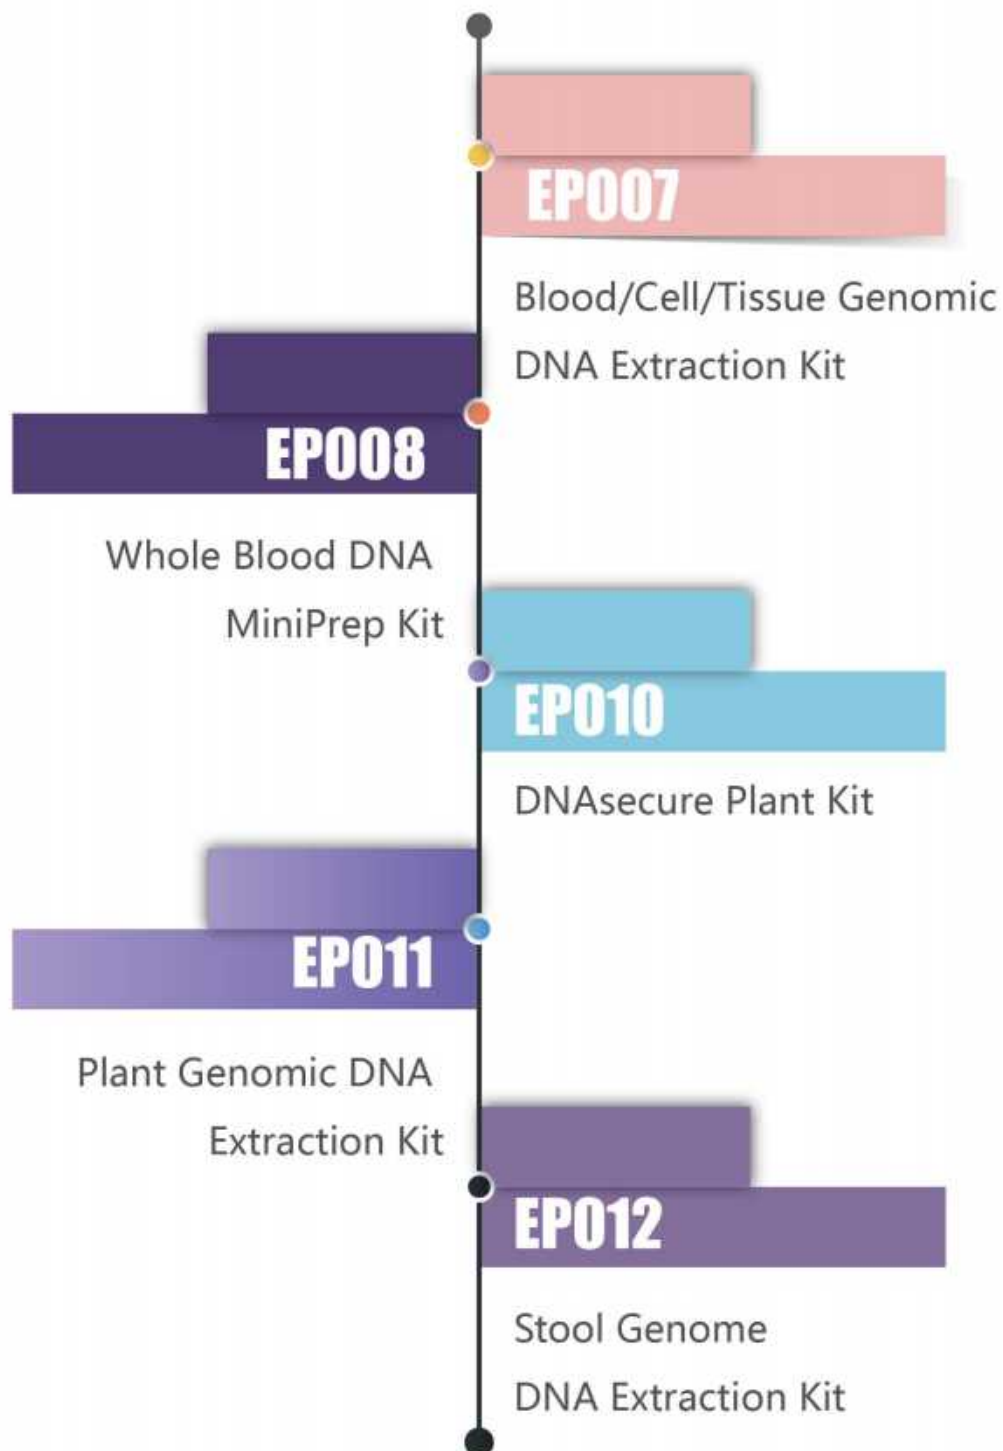 EP007
Blood/Cell/Tissue Genomic
DNA Extraction Kit
EP008
Whole Blood DNA
MiniPrep Kit
EP010
DNAsecure Plant Kit
EP011
Plant Genomic DNA
Extraction Kit
EP012
Stool Genome
DNA Extraction Kit